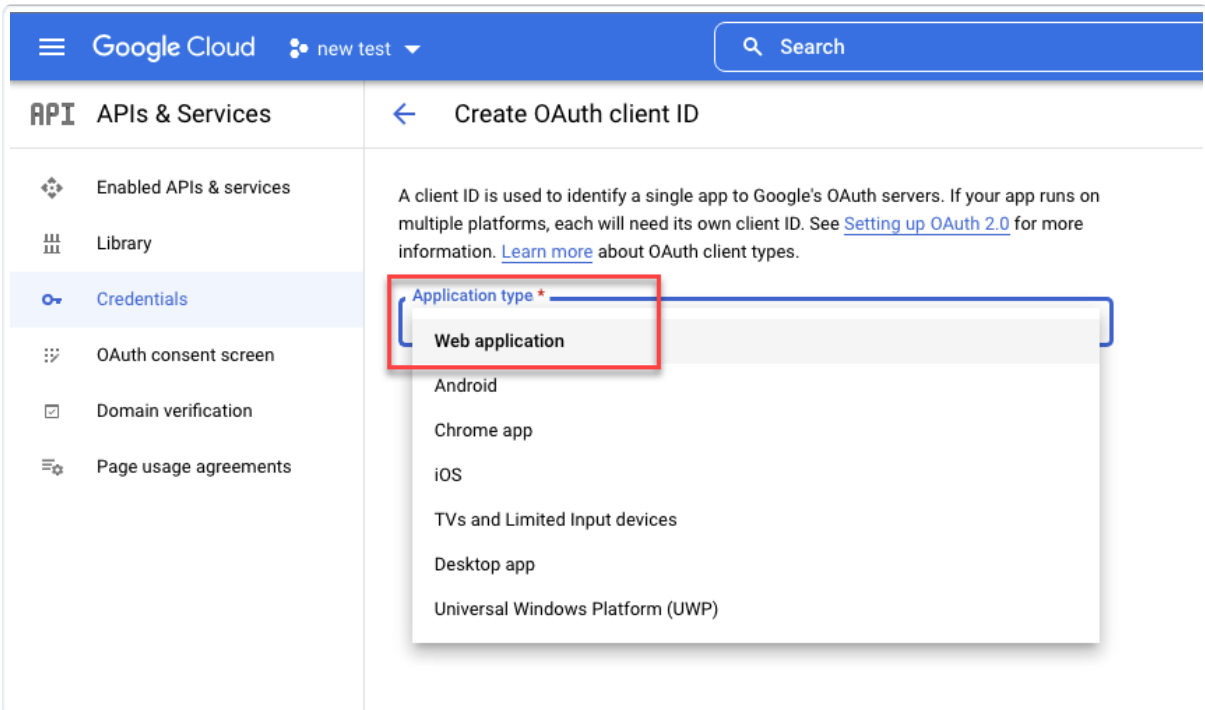 Google Cloud
new test
Search
API
APIs & Services
Create OAuth client ID
Enabled APIs & services
Library
Credentials
OAuth consent screen
Domain verification
Page usage agreements
A client ID is used to identify a single app to Google's OAuth servers. If your app runs on
multiple platforms, each will need its own client ID. See Setting up OAuth 2.0 for more
information. Learn more about OAuth client types.
Application type *
Web application
Android
Chrome app
iOS
TVs and Limited Input devices
Desktop app
Universal Windows Platform (UWP)